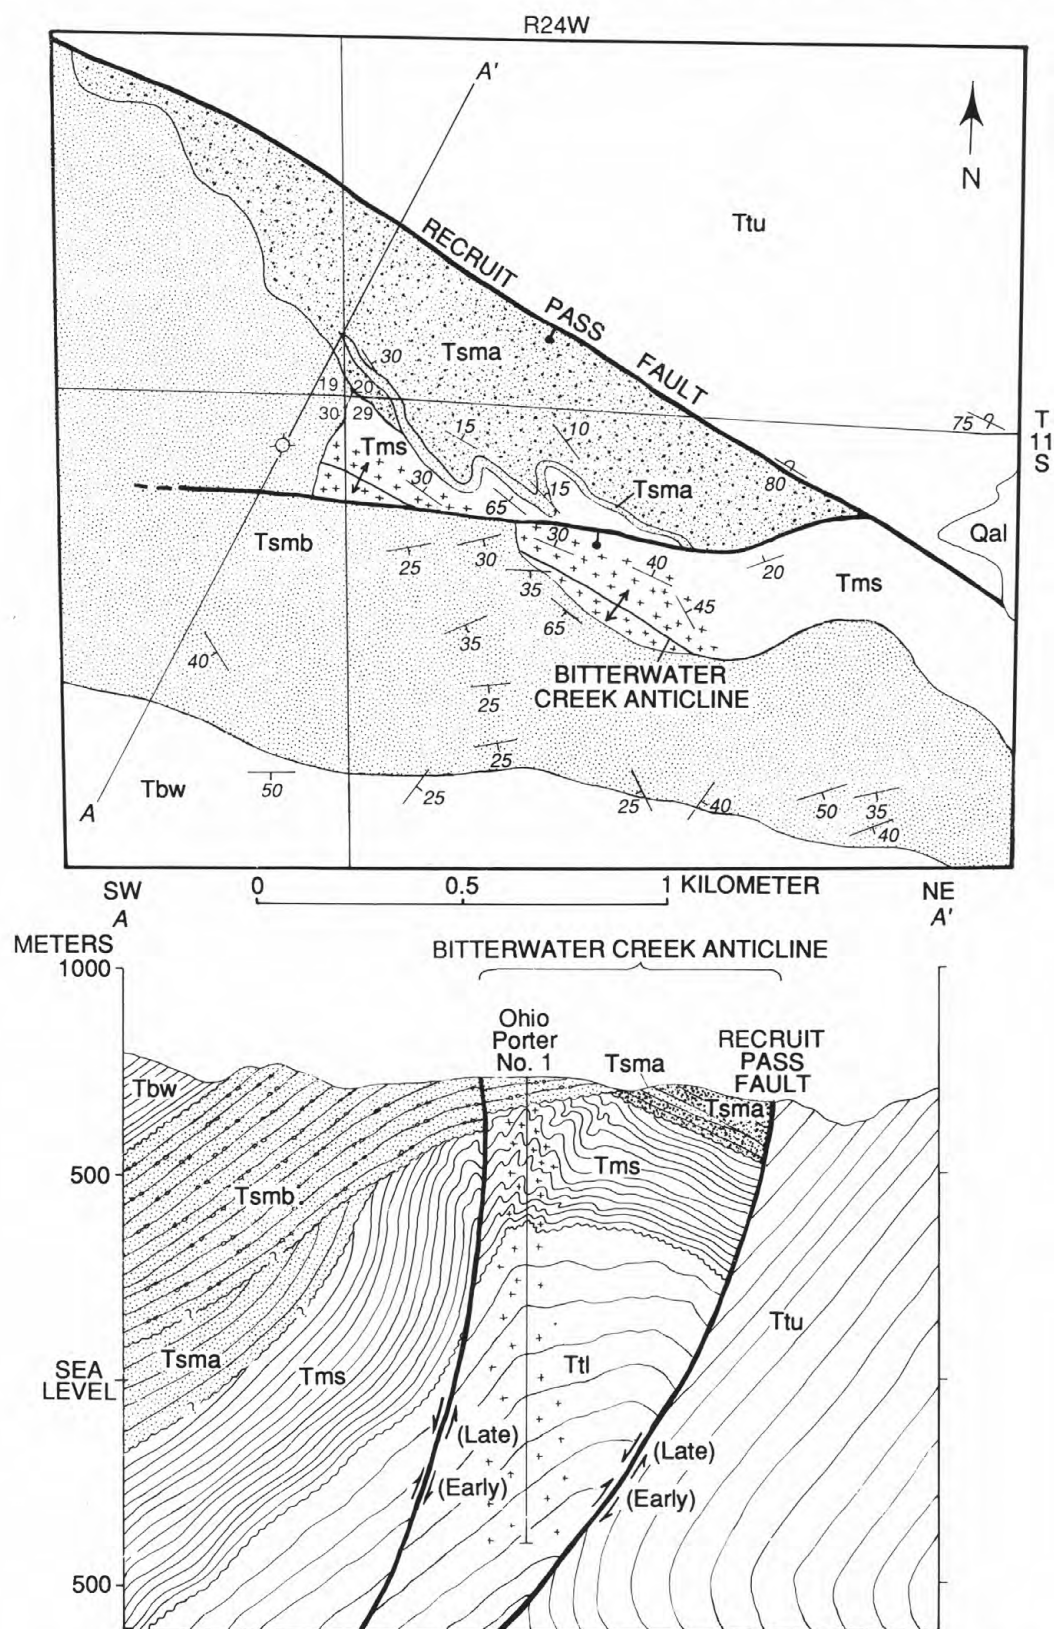 R24W
A'
N
Ttu
RECRUIT PASS FAULT
Tsma
30
19 20
30 29
15
10
75
T
11
S
Tms
30
65
15
Tsma
80
Qal
Tsmb
25
30
30
40
20
Tms
35
45
65
35
40
BITTERWATER
CREEK ANTICLINE
25
25
Tbw
50
25
25
40
50
35
40
A
SW
A
0 0.5 1 KILOMETER
NE
A'
METERS
1000
BITTERWATER CREEK ANTICLINE
Ohio
Porter
No. 1
Tsma
RECRUIT
PASS
FAULT
Tbw
Tsma
500
Tsmb
Tms
Ttu
SEA
LEVEL
Tsma
Tms
Ttl
(Late)
(Late)
(Early)
(Early)
500